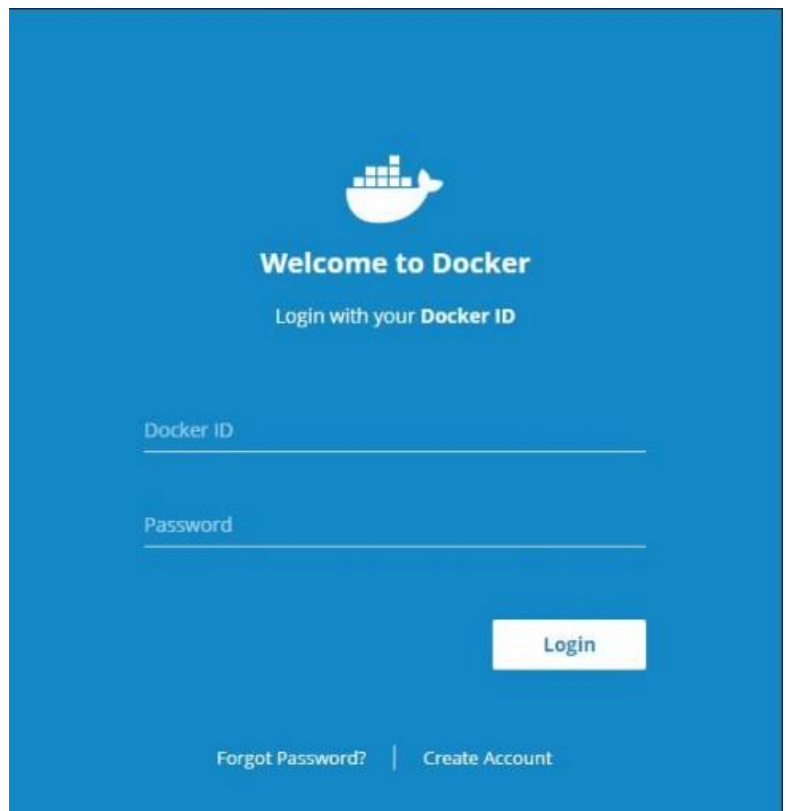 Welcome to Docker
Login with your Docker ID
Docker ID
Password
Login
Forgot Password? | Create Account